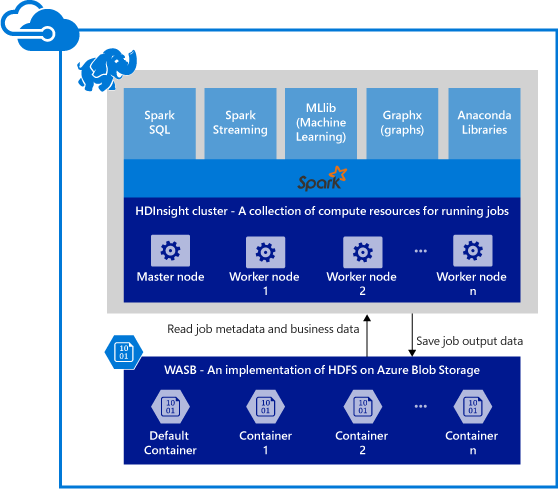 Spark
SQL
Spark
Streaming
MLlib
(Machine
Learning)
Graphx
(graphs)
Anaconda
Libraries
Spark
HDInsight cluster - A collection of compute resources for running jobs
Master node
Worker node
1
Worker node
2
...
Worker node
n
Read job metadata and business data
Save job output data
10
01
WASB - An implementation of HDFS on Azure Blob Storage
10
01
10
01
10
01
...
10
01
Default
Container
Container
1
Container
2
Container
n